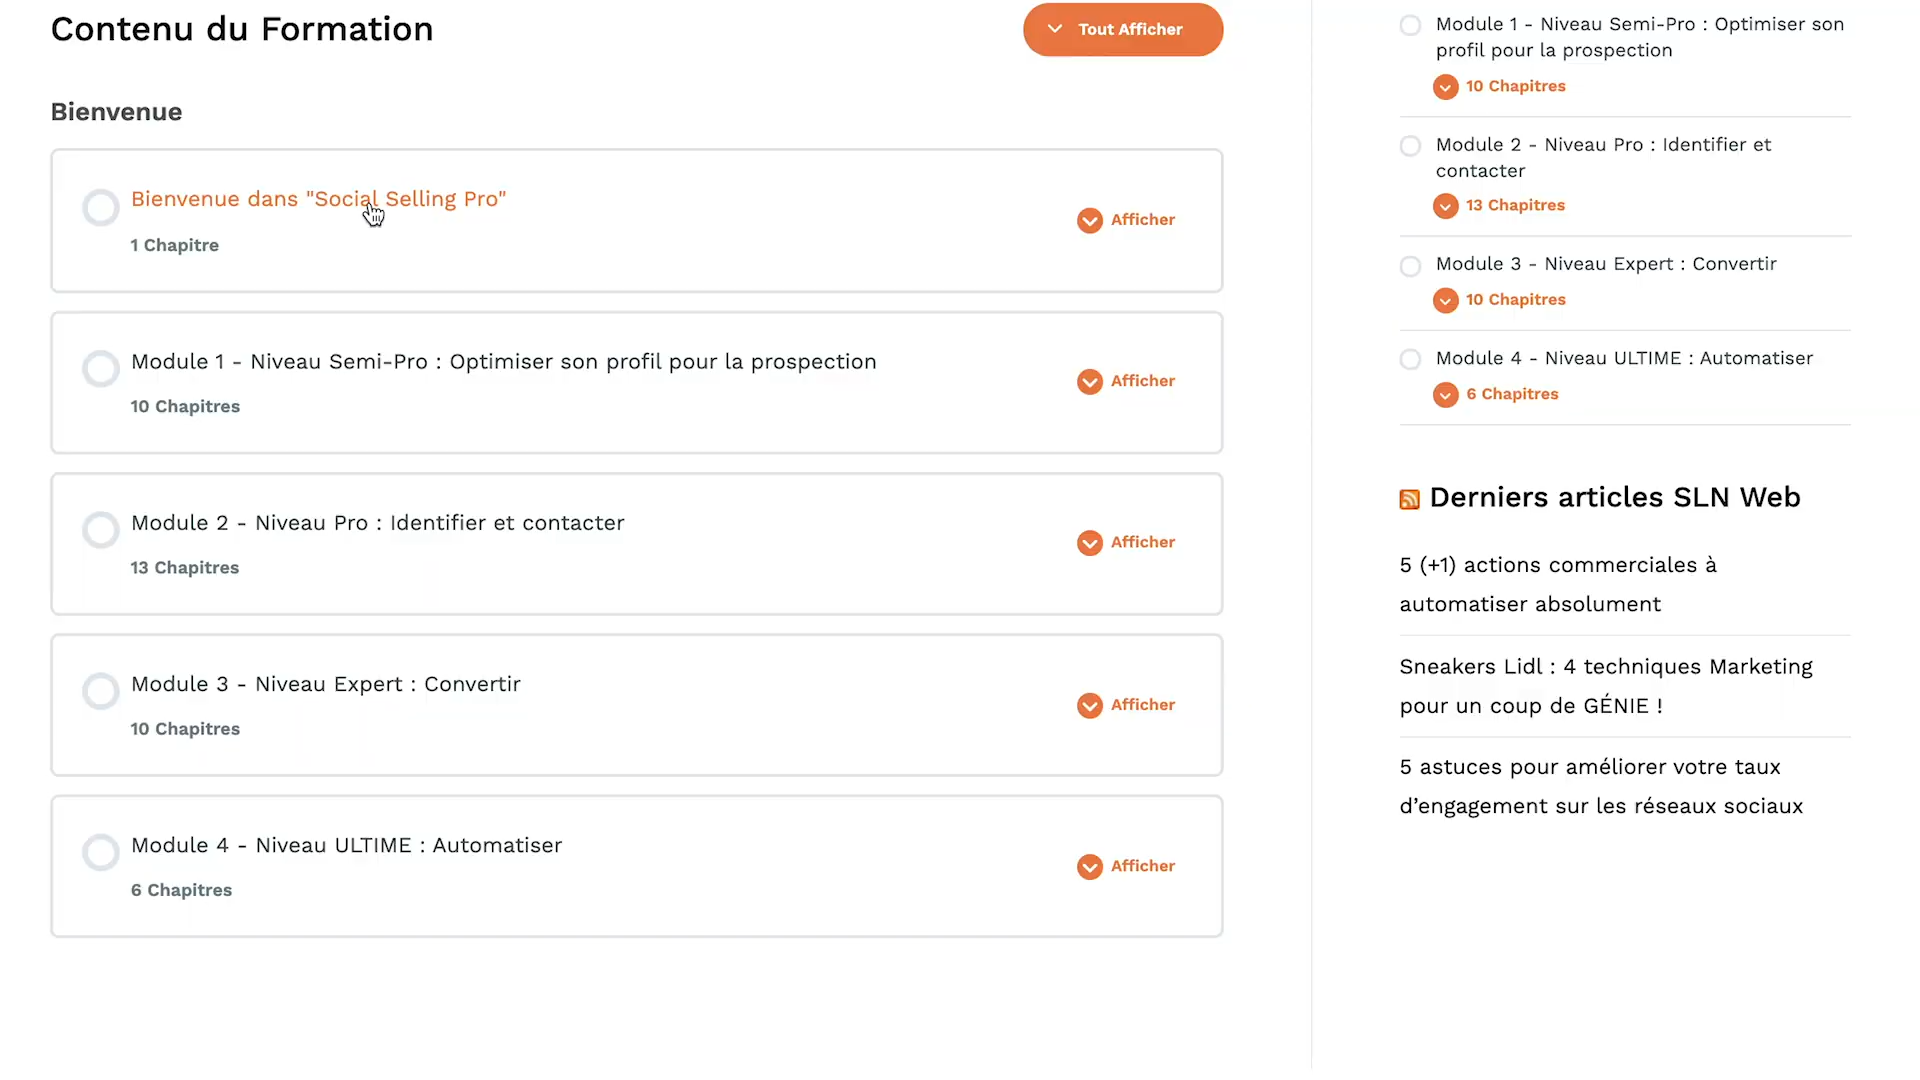 Contenu du Formation
Tout Afficher
Bienvenue
Bienvenue dans "Social Selling Pro"
1 Chapitre
Afficher
Module 1 - Niveau Semi-Pro : Optimiser son profil pour la prospection
10 Chapitres
Afficher
Module 2 - Niveau Pro : Identifier et contacter
13 Chapitres
Afficher
Module 3 - Niveau Expert : Convertir
10 Chapitres
Afficher
Module 4 - Niveau ULTIME : Automatiser
6 Chapitres
Afficher
Module 1 - Niveau Semi-Pro : Optimiser son
profil pour la prospection
10 Chapitres
Module 2 - Niveau Pro : Identifier et
contacter
13 Chapitres
Module 3 - Niveau Expert : Convertir
10 Chapitres
Module 4 - Niveau ULTIME : Automatiser
6 Chapitres
Derniers articles SLN Web
5 (+1) actions commerciales à
automatiser absolument
Sneakers Lidl : 4 techniques Marketing
pour un coup de GÉNIE !
5 astuces pour améliorer votre taux
d’engagement sur les réseaux sociaux